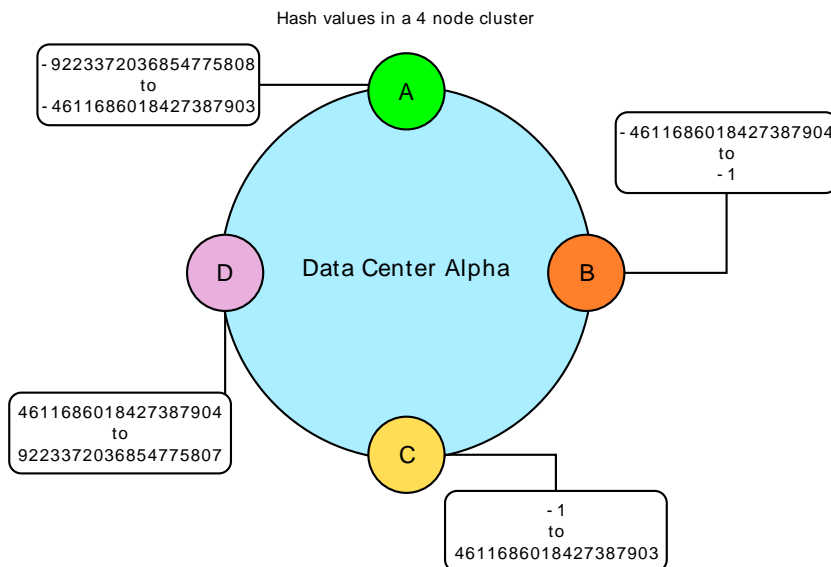 Hash values in a 4 node cluster
-9223372036854775808
to
-4611686018427387903
A
-4611686018427387904
to
-1
D
Data Center Alpha
B
4611686018427387904
to
9223372036854775807
C
-1
to
4611686018427387903